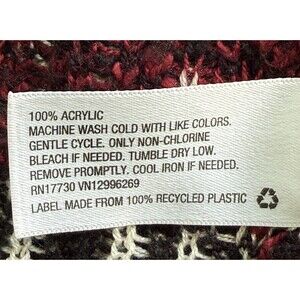 100% ACRYLIC
MACHINE WASH COLD WITH LIKE COLORS.
GENTLE CYCLE. ONLY NON-CHLORINE
BLEACH IF NEEDED. TUMBLE DRY LOW.
REMOVE PROMPTLY. COOL IRON IF NEEDED.
RN17730 VN12996269
LABEL MADE FROM 100% RECYCLED PLASTIC